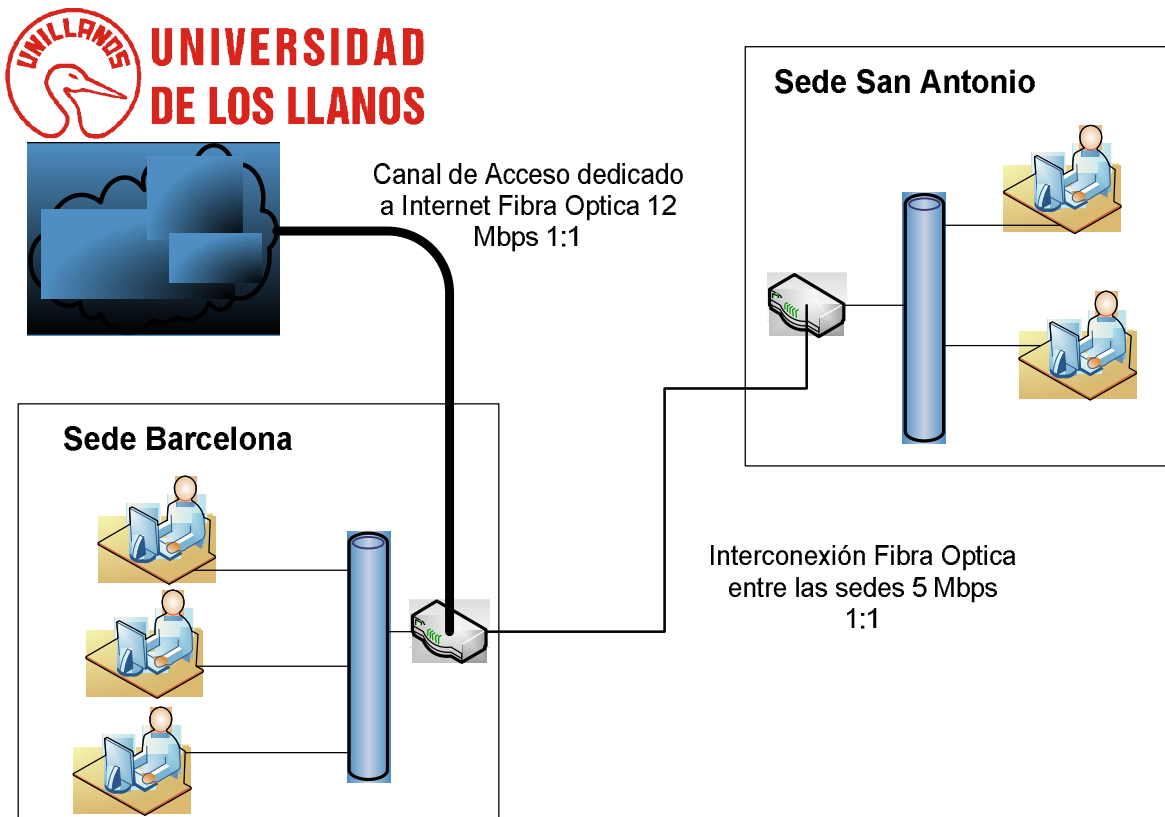 UNILLANOS
UNIVERSIDAD
DE LOS LLANOS
Canal de Acceso dedicado
a Internet Fibra Optica 12
Mbps 1:1
Sede San Antonio
Sede Barcelona
Interconexión Fibra Optica
entre las sedes 5 Mbps
1:1